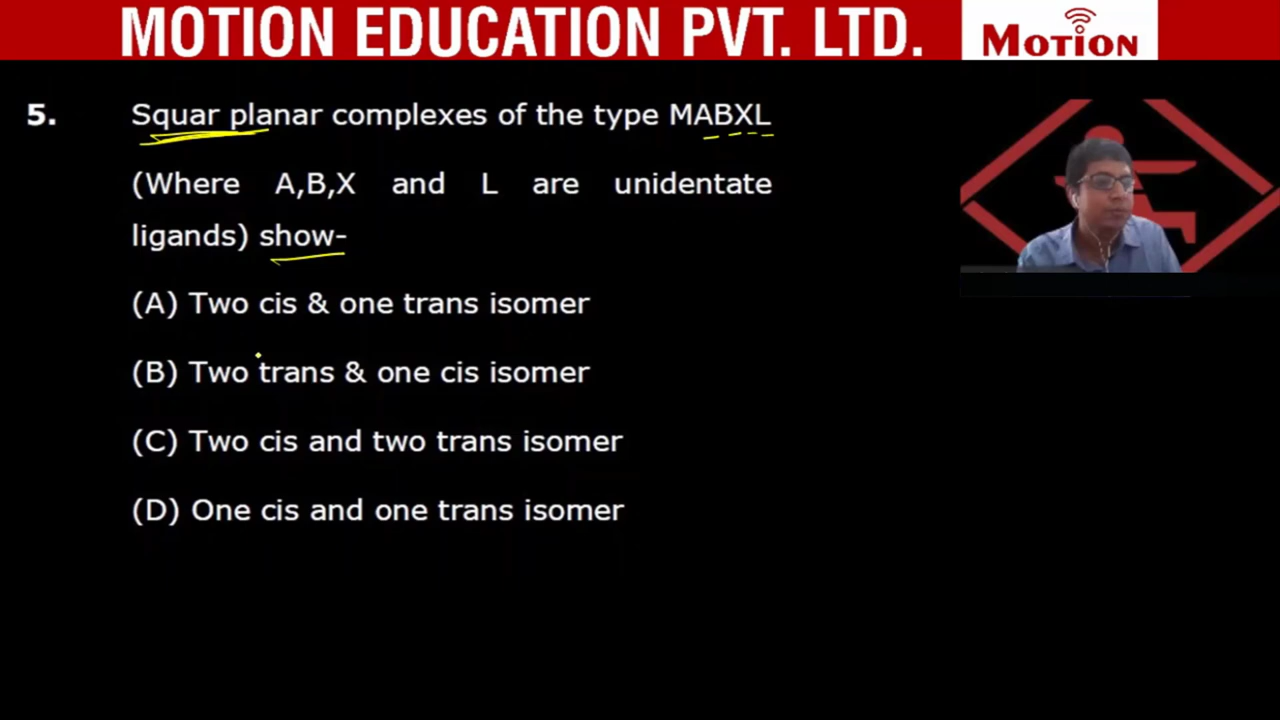 MOTION EDUCATION PVT. LTD.
MOTION
5. Squar planar complexes of the type MABXL
(Where A,B,X and L are unidentate
ligands) show-
(A) Two cis & one trans isomer
(B) Two trans & one cis isomer
(C) Two cis and two trans isomer
(D) One cis and one trans isomer